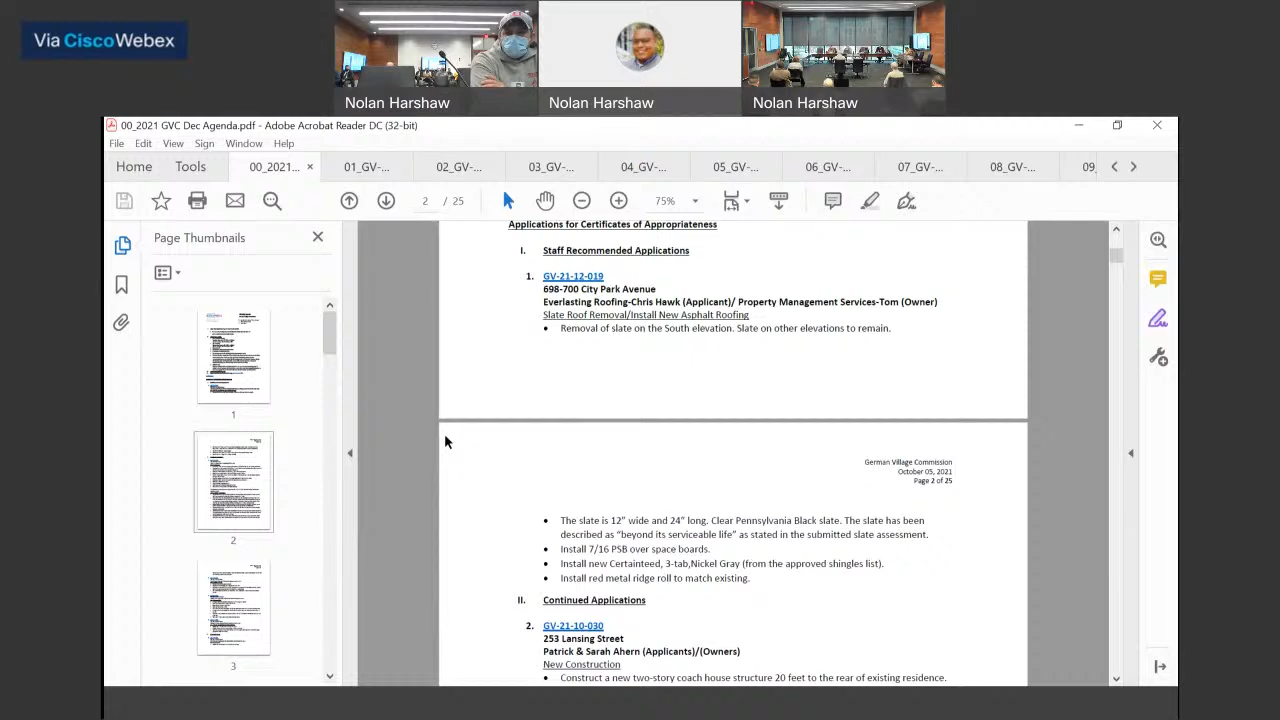 Via CiscoWebex
Nolan Harshaw
Nolan Harshaw
Nolan Harshaw
00_2021 GVC Dec Agenda.pdf - Adobe Acrobat Reader DC (32-bit)
File Edit View Sign Window Help
Home Tools 00_2021... 01_GV-... 02_GV-... 03_GV-... 04_GV-... 05_GV-... 06_GV-... 07_GV-... 08_GV-... 09_
2 / 25 75%
Page Thumbnails
1
2
3
Applications for Certificates of Appropriateness
I. Staff Recommended Applications
1. GV-21-12-019
698-700 City Park Avenue
Everlasting Roofing-Chris Hawk (Applicant)/ Property Management Services-Tom (Owner)
Slate Roof Removal/Install New Asphalt Roofing
• Removal of slate on the South elevation. Slate on other elevations to remain.
German Village Commission
October 05, 2021
Page 2 of 25
• The slate is 12” wide and 24” long. Clear Pennsylvania Black slate. The slate has been
described as “beyond its serviceable life” as stated in the submitted slate assessment.
• Install 7/16 PSB over space boards.
• Install new Certainteed, 3-tab,Nickel Gray (from the approved shingles list).
• Install red metal ridge roll to match existing.
II. Continued Applications
2. GV-21-10-030
253 Lansing Street
Patrick & Sarah Ahern (Applicants)/(Owners)
New Construction
• Construct a new two-story coach house structure 20 feet to the rear of existing residence.